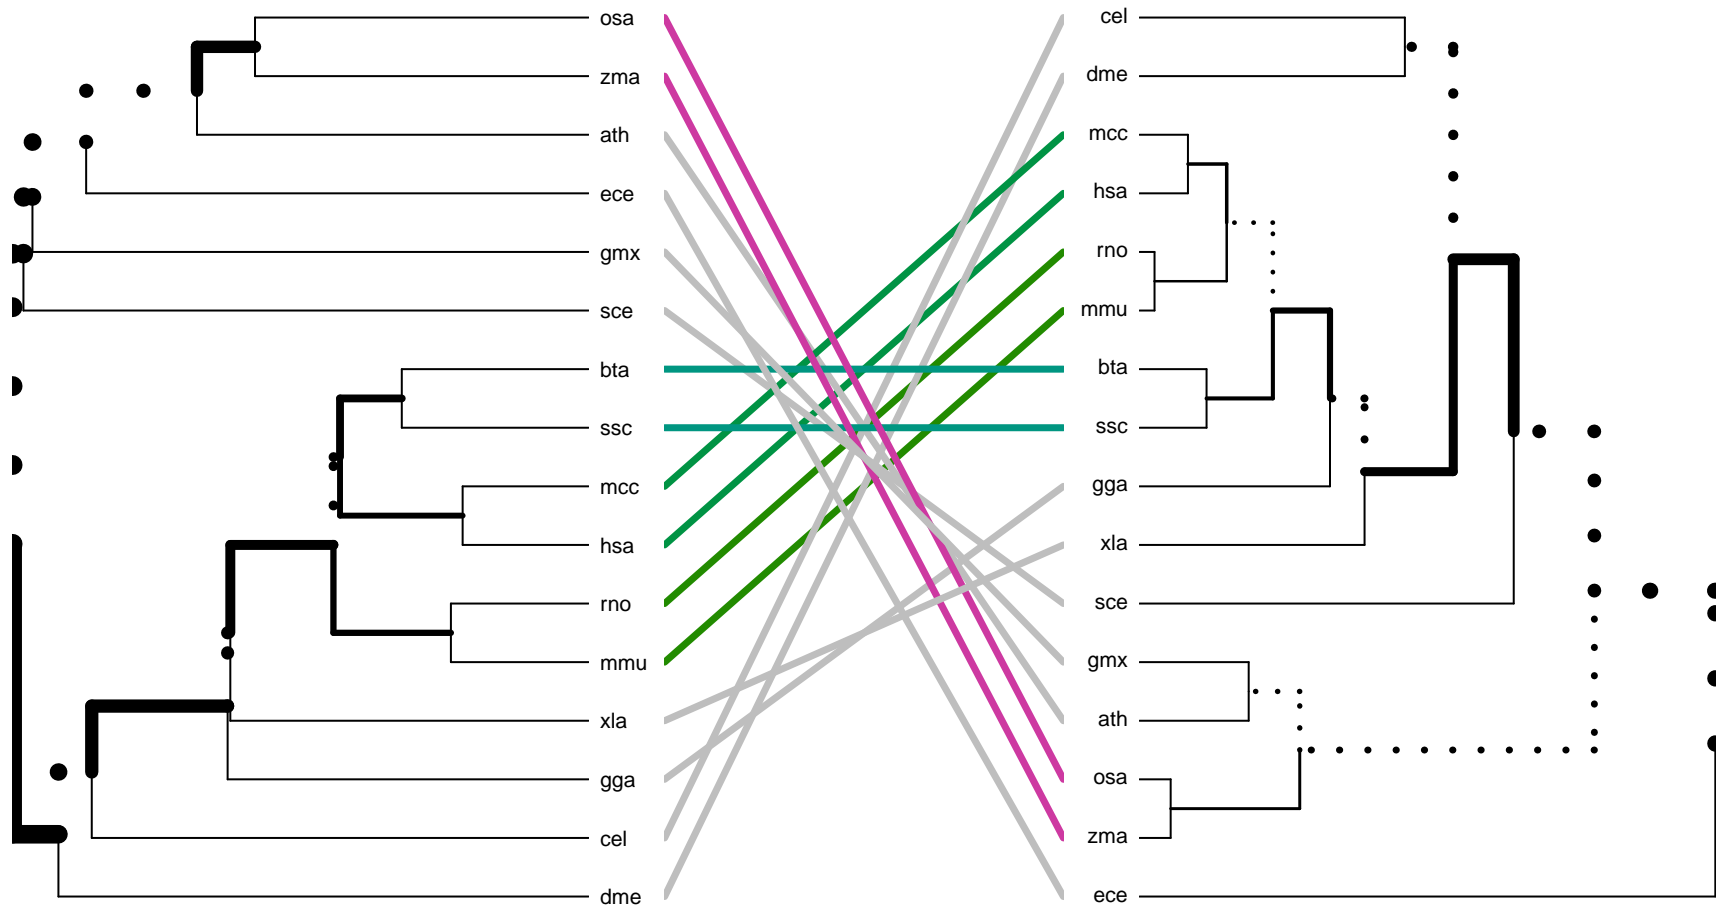 osa cel
zma dme
ath mcc
ece hsa
gmx rno
sce mmu
bta bta
ssc ssc
mcc gga
hsa xla
rno sce
mmu gmx
xla ath
gga osa
cel zma
dme ece